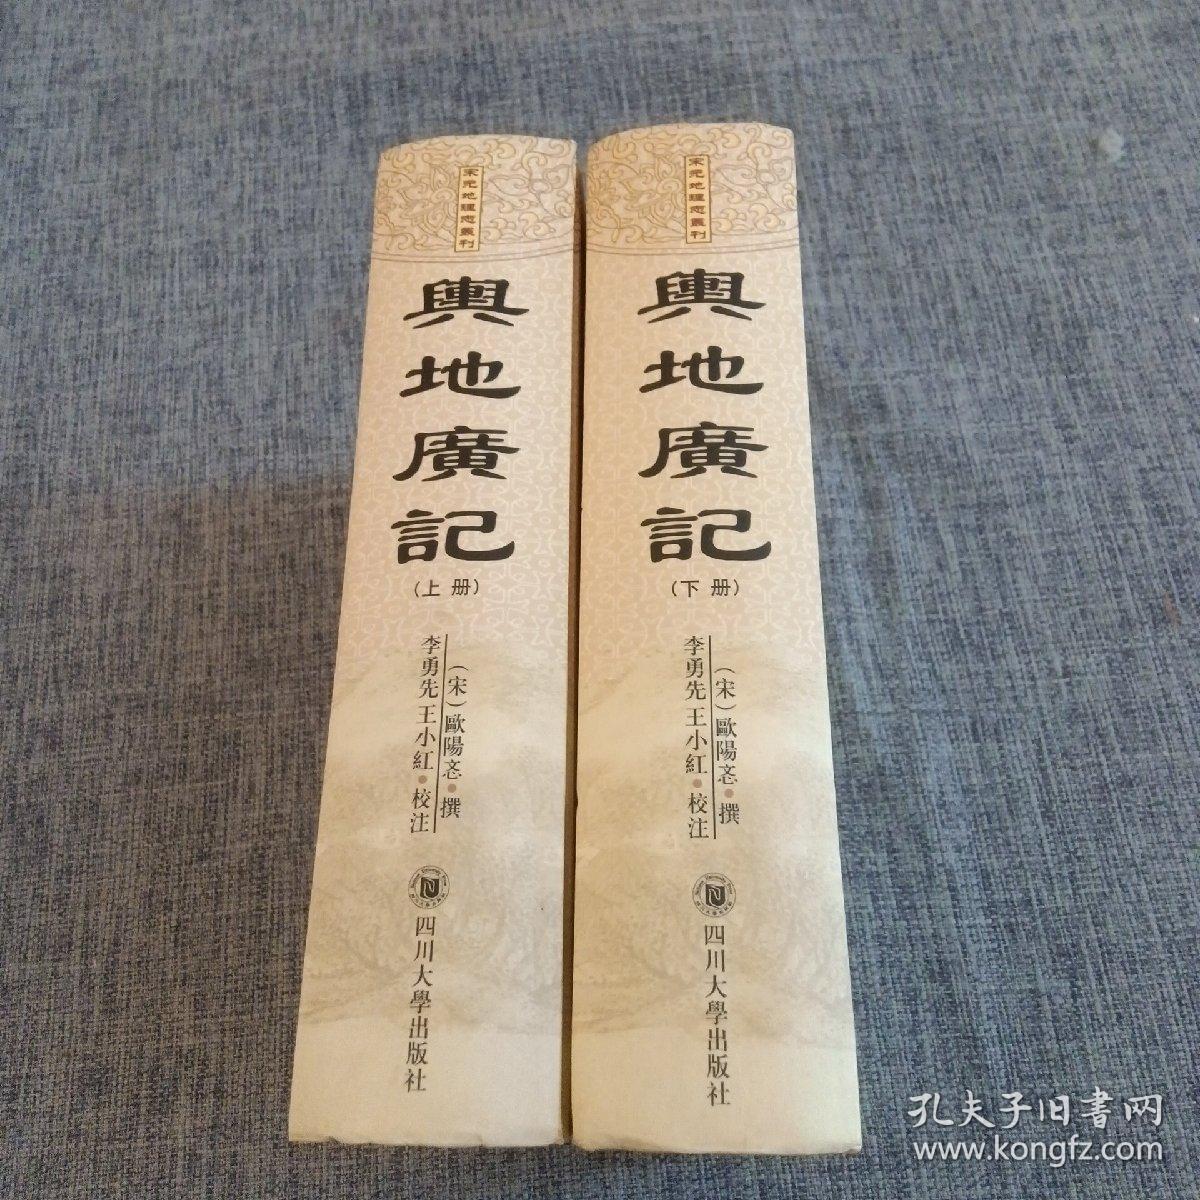 宋元地理志叢刊
輿地廣記
(上册)
(宋)歐陽忞·撰
李勇先 王小紅·校注
四川大學出版社
宋元地理志叢刊
輿地廣記
(下册)
(宋)歐陽忞·撰
李勇先 王小紅·校注
四川大學出版社
孔夫子旧書网
www.kongfz.com